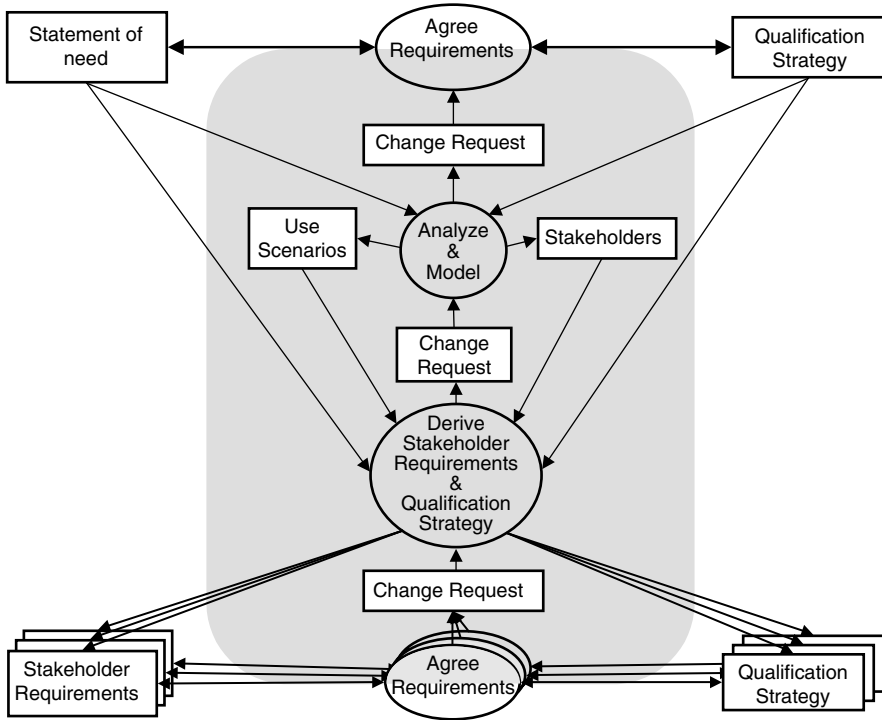 Statement of
need
Agree
Requirements
Qualification
Strategy
Change Request
Use
Scenarios
Analyze
&
Model
Stakeholders
Change
Request
Derive
Stakeholder
Requirements
&
Qualification
Strategy
Change Request
Stakeholder
Requirements
Agree
Requirements
Qualification
Strategy